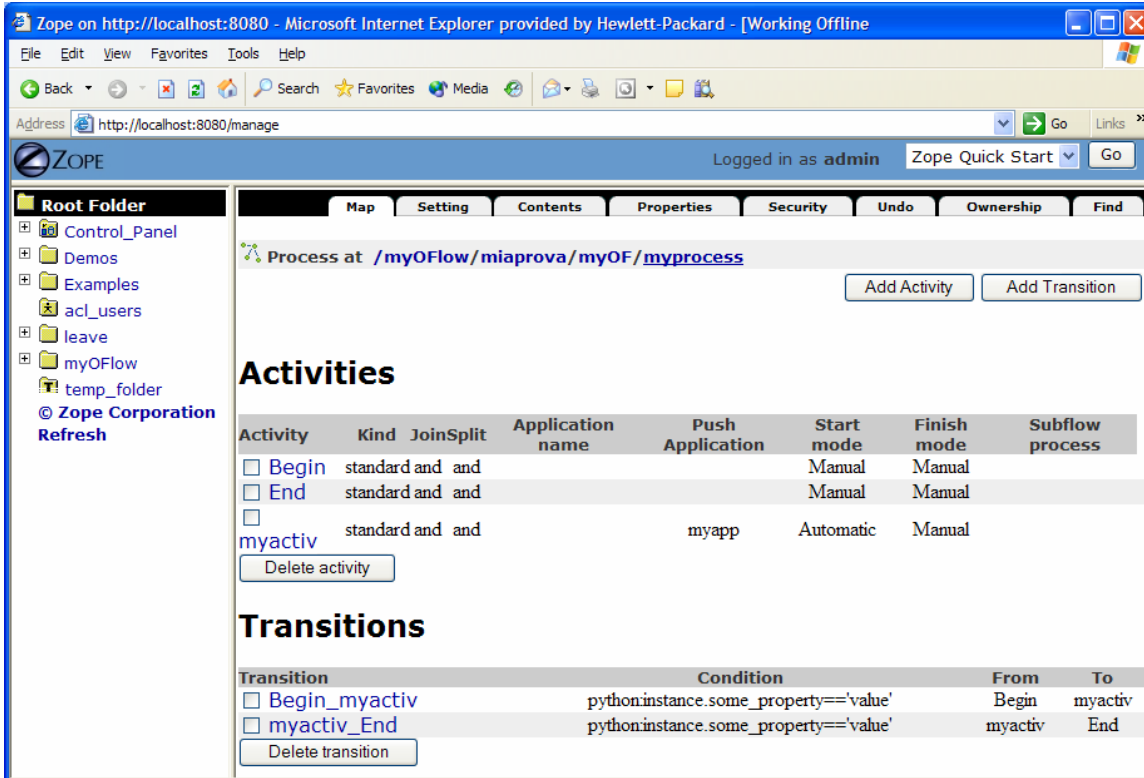 Zope on http://localhost:8080 - Microsoft Internet Explorer provided by Hewlett-Packard - [Working Offline
File Edit View Favorites Tools Help
Back Search Favorites Media
Address http://localhost:8080/manage Go Links »
ZOPE Logged in as admin Zope Quick Start Go
Root Folder
Control_Panel
Demos
Examples
acl_users
leave
myOFlow
temp_folder
© Zope Corporation
Refresh
Map Setting Contents Properties Security Undo Ownership Find
Process at /myOFlow/miaprova/myOF/myprocess
Add Activity Add Transition
Activities
Activity Kind JoinSplit Application name Push Application Start mode Finish mode Subflow process
Begin standard and and Manual Manual
End standard and and Manual Manual
myactiv standard and and myapp Automatic Manual
Delete activity
Transitions
Transition Condition From To
Begin_myactiv python:instance.some_property=='value' Begin myactiv
myactiv_End python:instance.some_property=='value' myactiv End
Delete transition